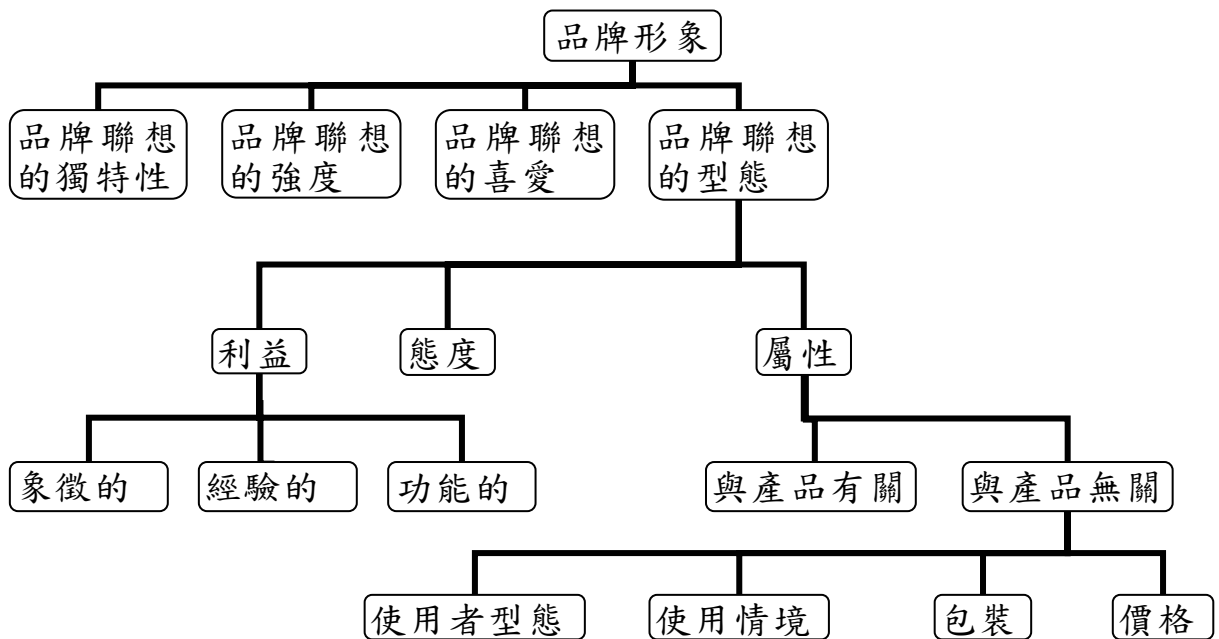 品牌形象
品牌聯想
的獨特性
品牌聯想
的強度
品牌聯想
的喜愛
品牌聯想
的型態
利益
態度
屬性
象徵的
經驗的
功能的
與產品有關
與產品無關
使用者型態
使用情境
包裝
價格